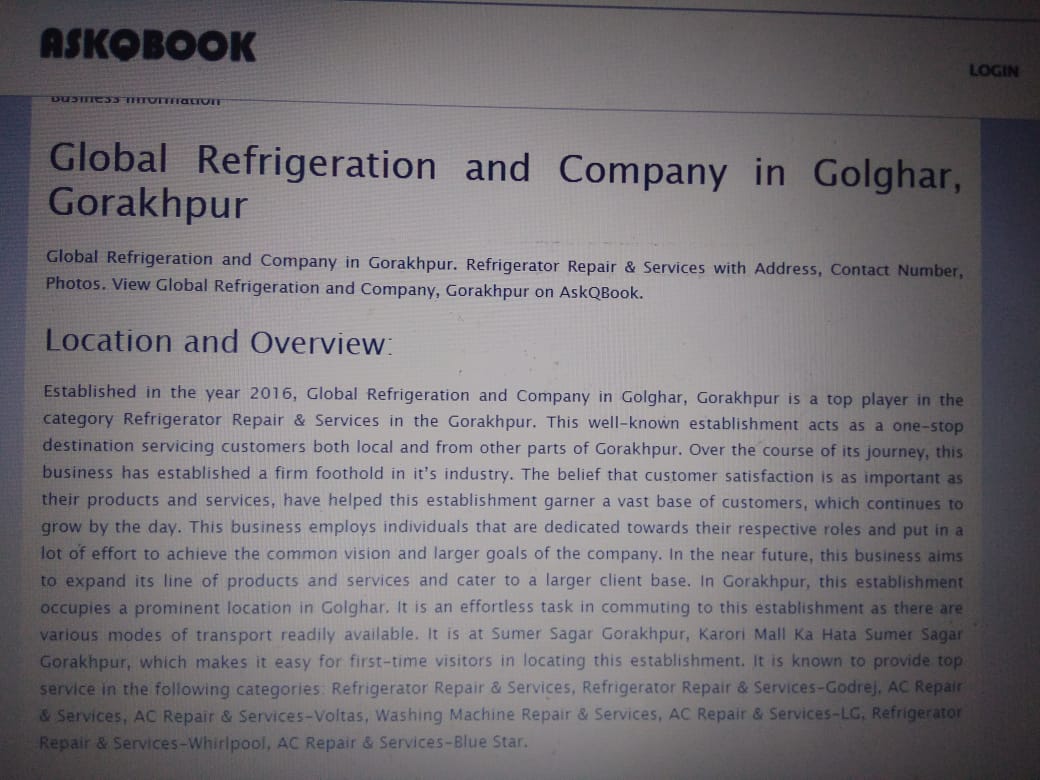 ASKQBOOK
LOGIN
Business Information
Global Refrigeration and Company in Golghar,
Gorakhpur
Global Refrigeration and Company in Gorakhpur. Refrigerator Repair & Services with Address, Contact Number,
Photos. View Global Refrigeration and Company, Gorakhpur on AskQBook.
Location and Overview:
Established in the year 2016, Global Refrigeration and Company in Golghar, Gorakhpur is a top player in the
category Refrigerator Repair & Services in the Gorakhpur. This well-known establishment acts as a one-stop
destination servicing customers both local and from other parts of Gorakhpur. Over the course of its journey, this
business has established a firm foothold in it's industry. The belief that customer satisfaction is as important as
their products and services, have helped this establishment garner a vast base of customers, which continues to
grow by the day. This business employs individuals that are dedicated towards their respective roles and put in a
lot of effort to achieve the common vision and larger goals of the company. In the near future, this business aims
to expand its line of products and services and cater to a larger client base. In Gorakhpur, this establishment
occupies a prominent location in Golghar. It is an effortless task in commuting to this establishment as there are
various modes of transport readily available. It is at Sumer Sagar Gorakhpur, Karori Mall Ka Hata Sumer Sagar
Gorakhpur, which makes it easy for first-time visitors in locating this establishment. It is known to provide top
service in the following categories: Refrigerator Repair & Services, Refrigerator Repair & Services-Godrej, AC Repair
& Services, AC Repair & Services-Voltas, Washing Machine Repair & Services, AC Repair & Services-LG, Refrigerator
Repair & Services-Whirlpool, AC Repair & Services-Blue Star.